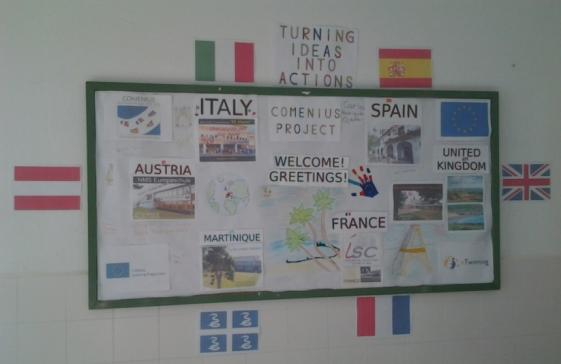 TURNING
IDEAS
INTO
ACTIONS
COMENIUS
ITALY
COMENIUS
PROJECT
SPAIN
WELCOME!
GREETINGS!
UNITED
KINGDOM
AUSTRIA
FRANCE
lsc
MARTINIQUE
eTwinning